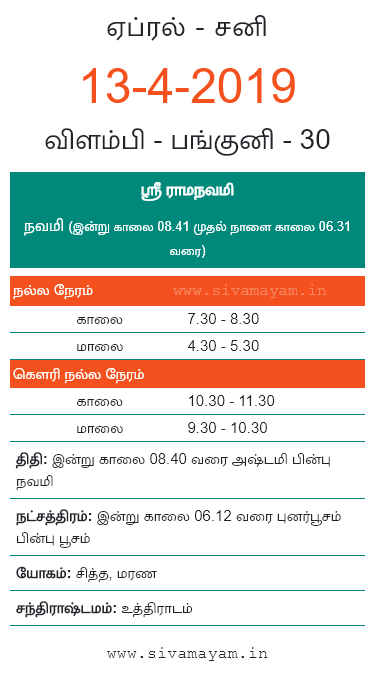 ஏப்ரல் - சனி
13-4-2019
விளம்பி - பங்குனி - 30
ஸ்ரீ ராமநவமி
நவமி (இன்று காலை 08.41 முதல் நாளை காலை 06.31
வரை)
நல்ல நேரம் www.sivamayam.in
காலை 7.30 - 8.30
மாலை 4.30 - 5.30
கௌரி நல்ல நேரம்
காலை 10.30 - 11.30
மாலை 9.30 - 10.30
திதி: இன்று காலை 08.40 வரை அஷ்டமி பின்பு
நவமி
நட்சத்திரம்: இன்று காலை 06.12 வரை புனர்பூசம்
பின்பு பூசம்
யோகம்: சித்த, மரண
சந்திராஷ்டமம்: உத்திராடம்
www.sivamayam.in